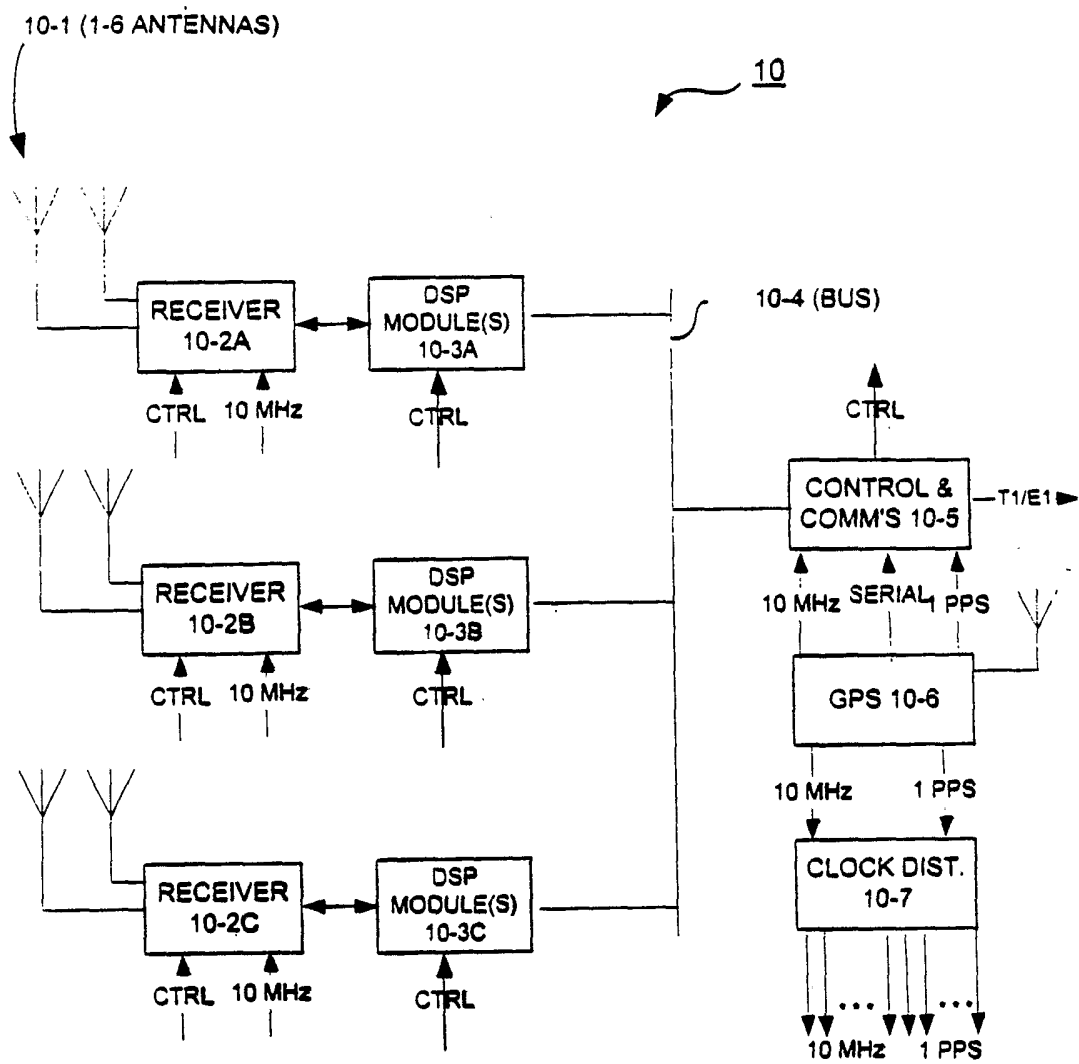 10-1 (1-6 ANTENNAS)
10
RECEIVER
10-2A
DSP
MODULE(S)
10-3A
10-4 (BUS)
CTRL
10 MHz
CTRL
CTRL
CONTROL &
COMM'S 10-5
T1/E1
RECEIVER
10-2B
DSP
MODULE(S)
10-3B
10 MHz
SERIAL
1 PPS
CTRL
10 MHz
CTRL
GPS 10-6
10 MHz
1 PPS
RECEIVER
10-2C
DSP
MODULE(S)
10-3C
CLOCK DIST.
10-7
CTRL
10 MHz
CTRL
10 MHz
1 PPS